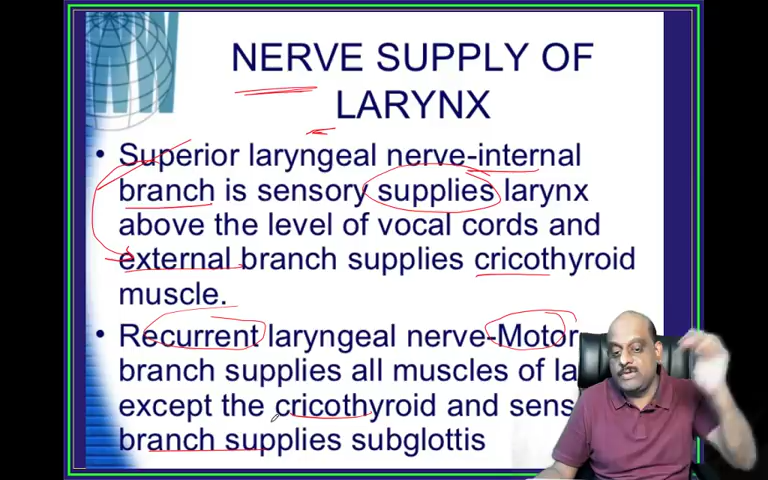 NERVE SUPPLY OF
LARYNX
• Superior laryngeal nerve-internal
branch is sensory supplies larynx
above the level of vocal cords and
external branch supplies cricothyroid
muscle.
• Recurrent laryngeal nerve-Motor
branch supplies all muscles of la
except the cricothyroid and sens
branch supplies subglottis